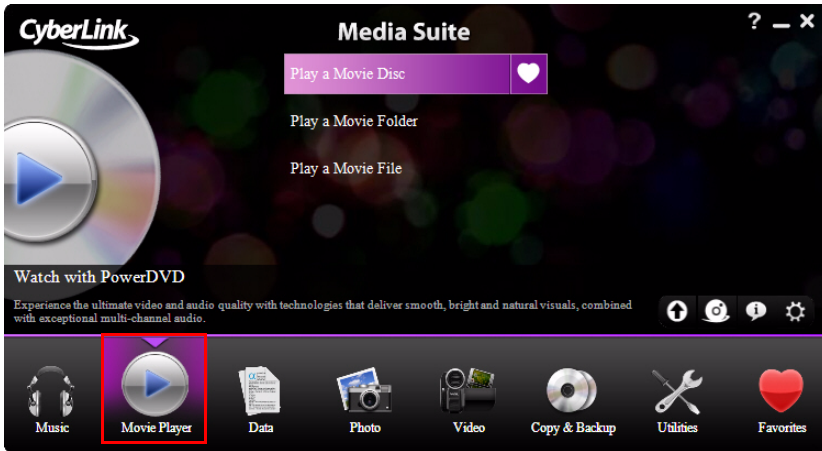 CyberLink
Media Suite
? _ ×
Play a Movie Disc
Play a Movie Folder
Play a Movie File
Watch with PowerDVD
Experience the ultimate video and audio quality with technologies that deliver smooth, bright and natural visuals, combined
with exceptional multi-channel audio.
Music
Movie Player
Data
Photo
Video
Copy & Backup
Utilities
Favorites